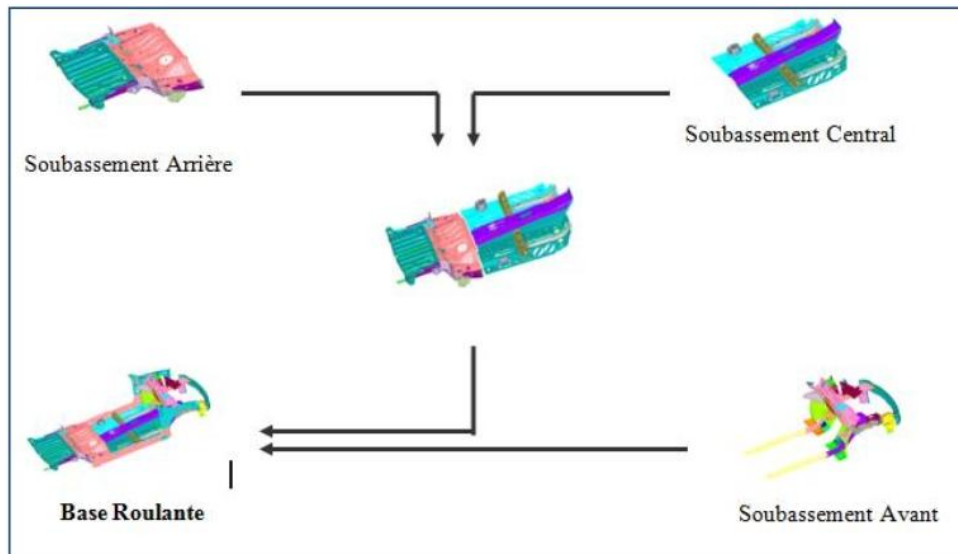 Soubassement Central
Soubassement Arrière
Base Roulante
Soubassement Avant